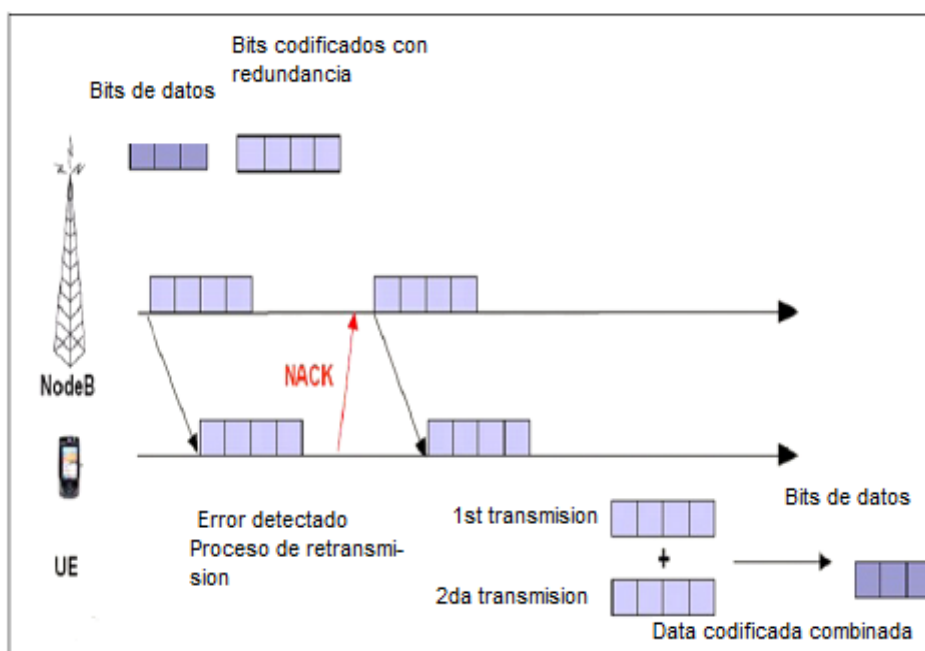 Bits codificados con
redundancia
Bits de datos
NodeB
NACK
UE
Error detectado
Proceso de retransmi-
sion
1st transmision
+
2da transmision
Bits de datos
Data codificada combinada